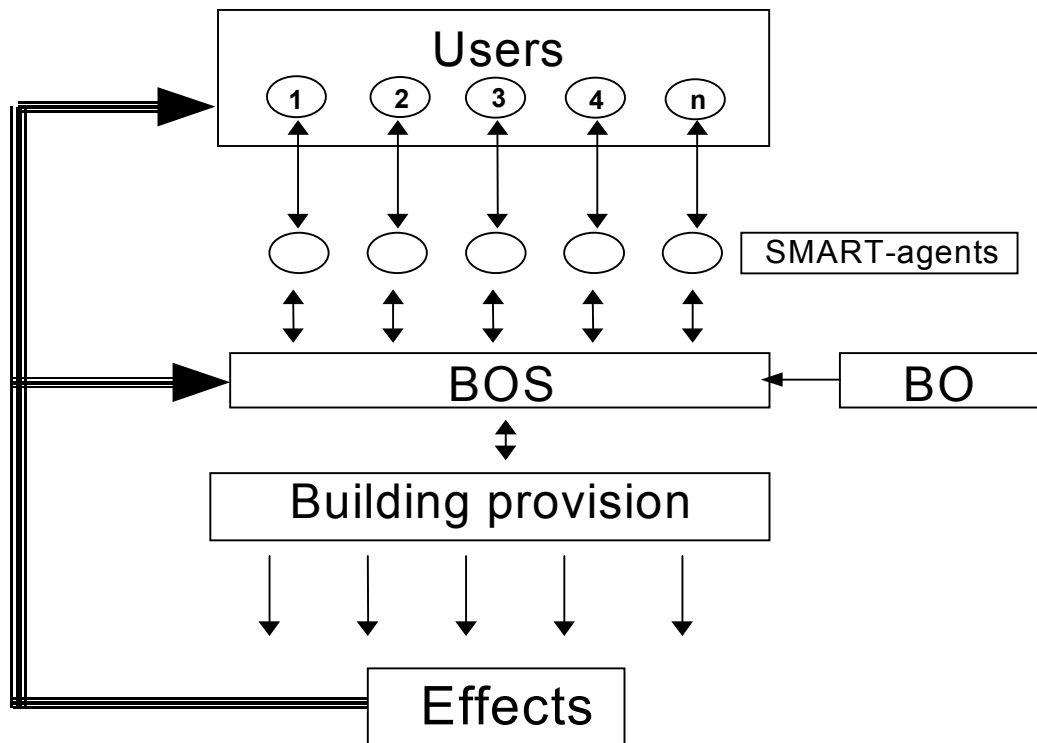 Users
1 2 3 4 n
SMART-agents
BOS
BO
Building provision
Effects